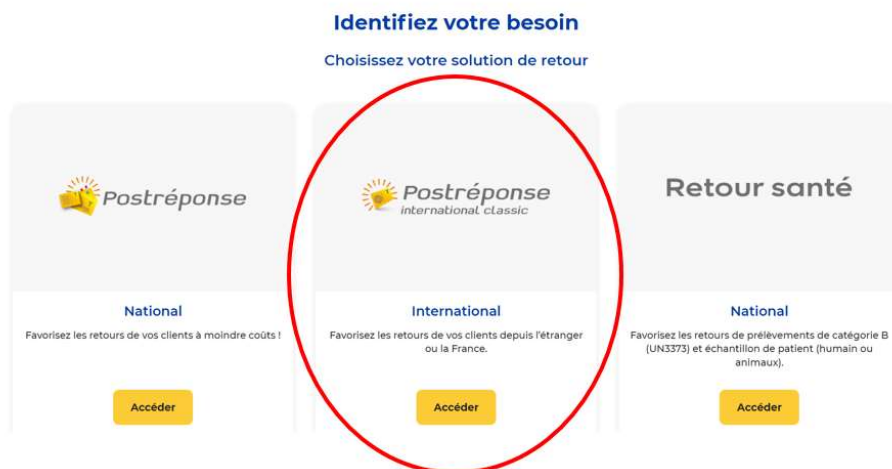 Identifiez votre besoin
Choisissez votre solution de retour
Postréponse
Postréponse
international classic
Retour santé
National
Favorisez les retours de vos clients à moindre coûts !
Accéder
International
Favorisez les retours de vos clients depuis l'étranger
ou la France.
Accéder
National
Favorisez les retours de prélèvements de catégorie B
(UN3373) et échantillon de patient (humain ou
animaux).
Accéder